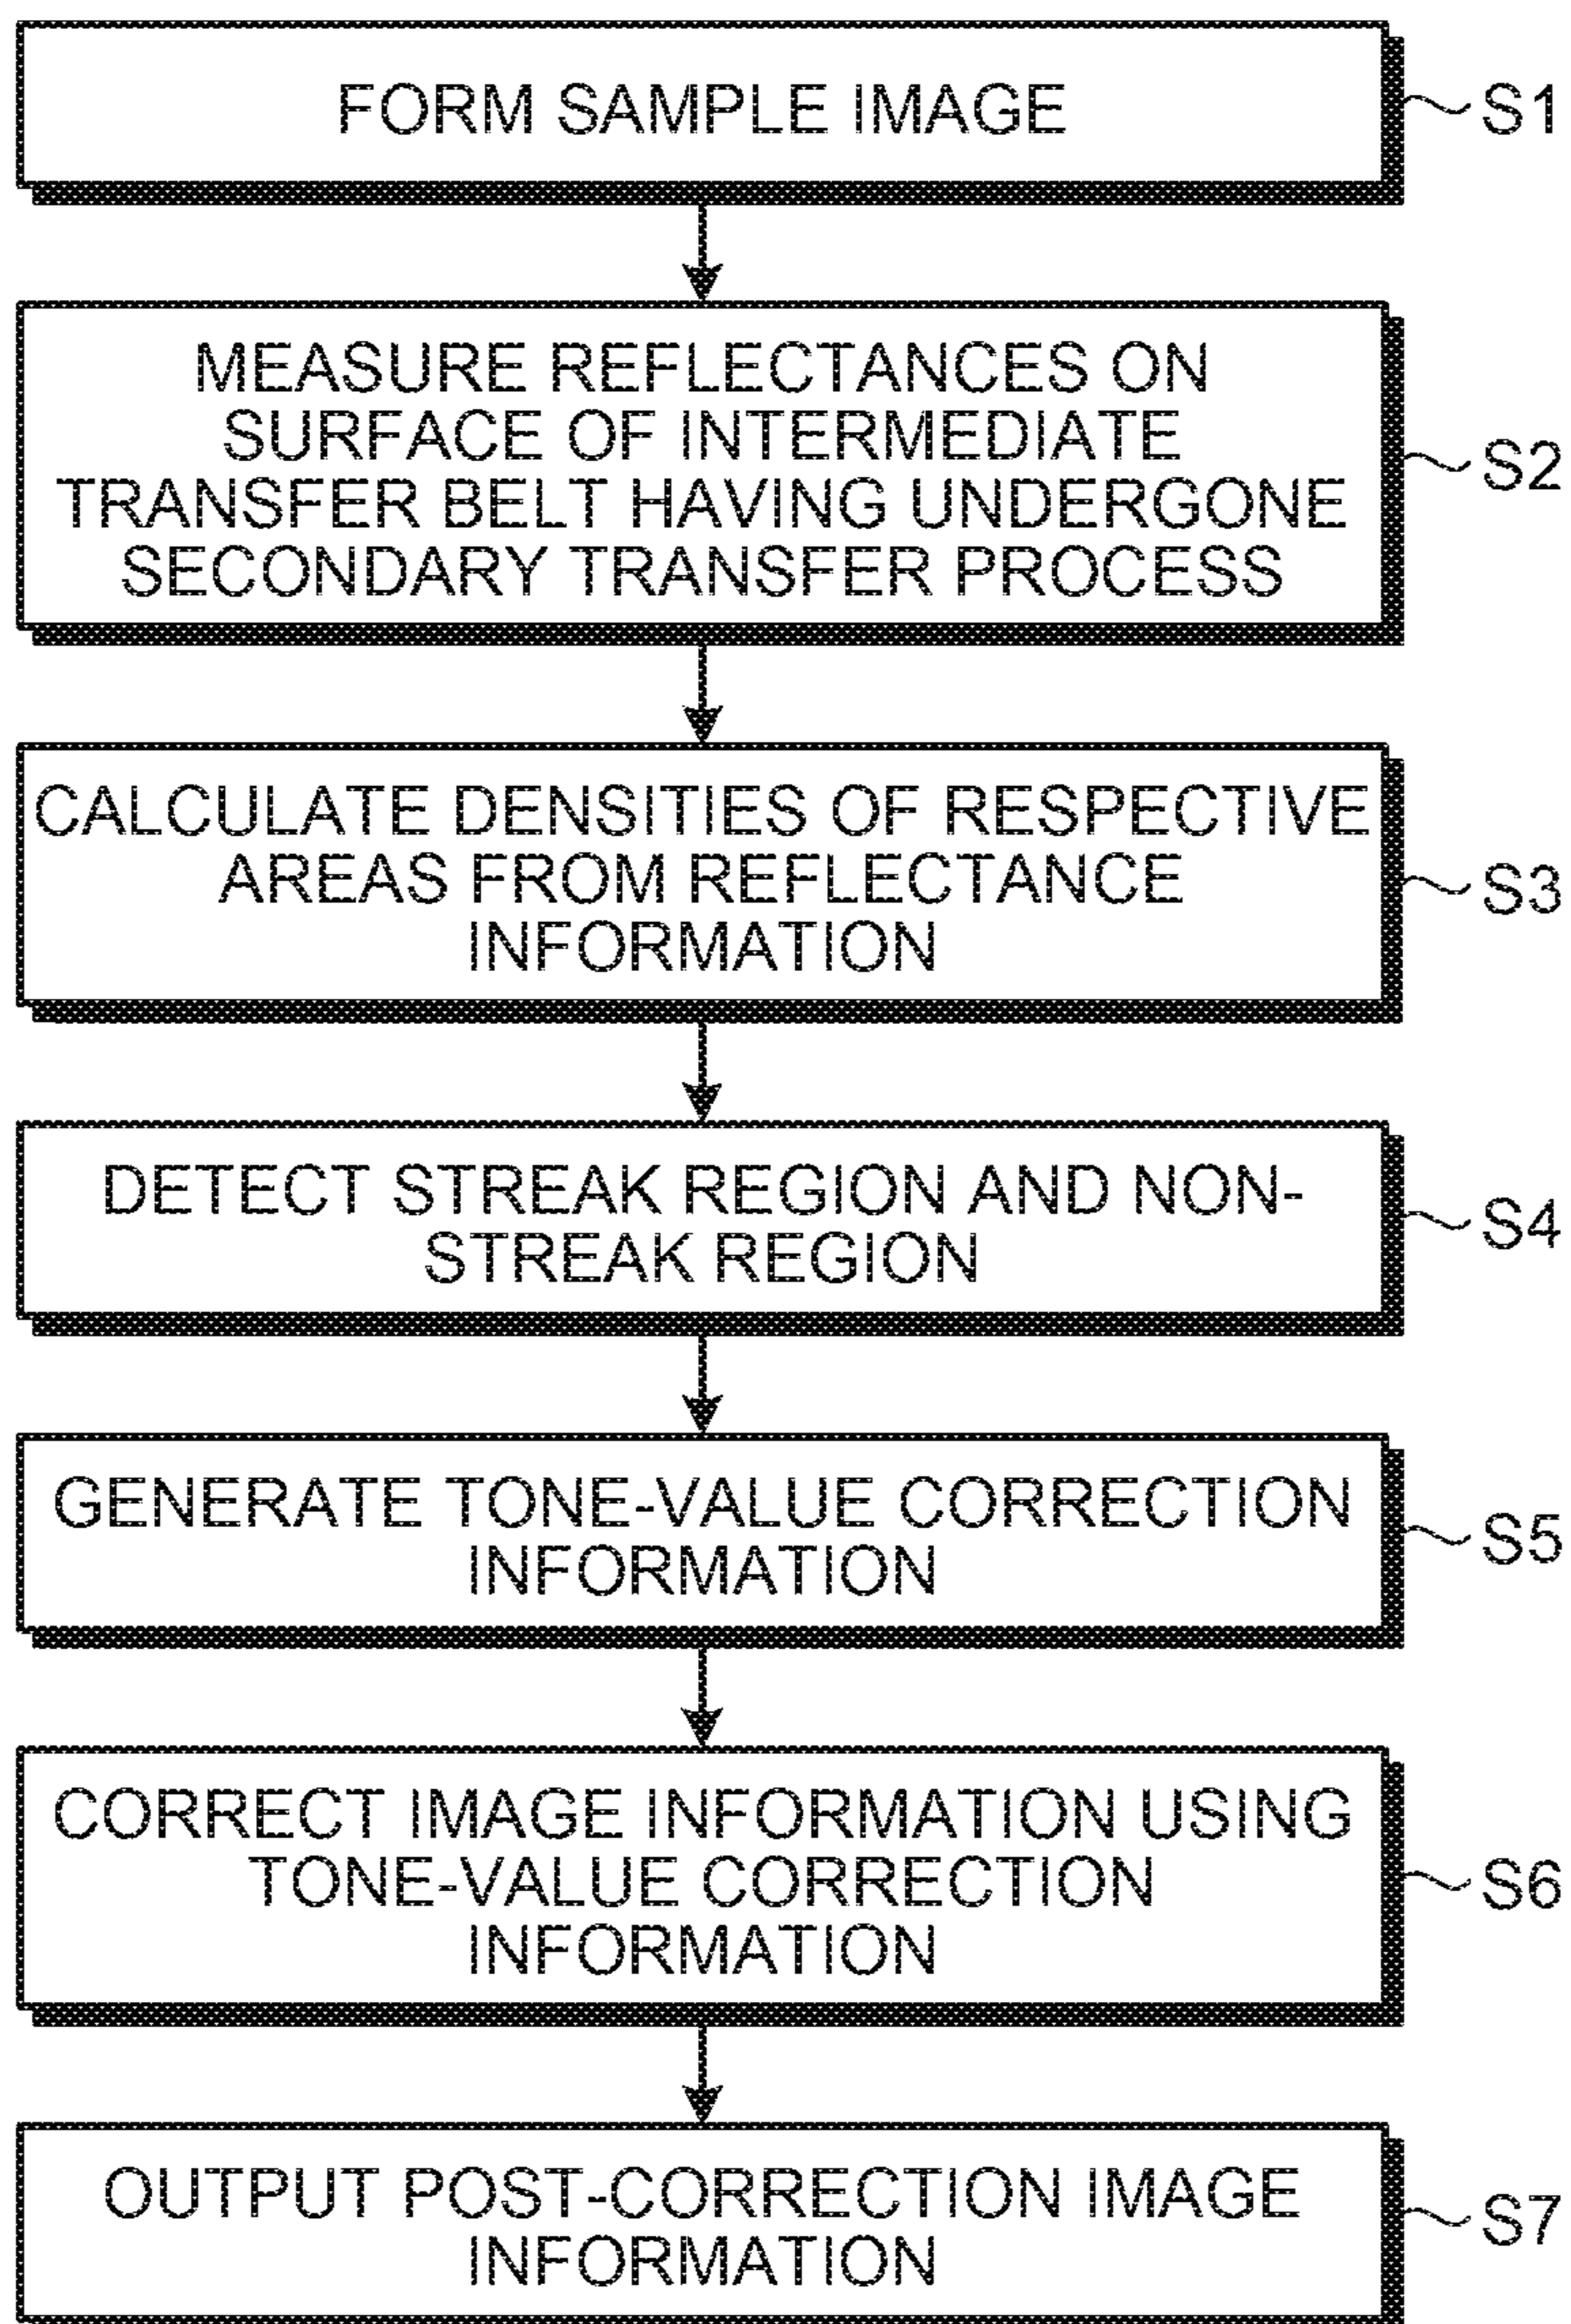 FORM SAMPLE IMAGE
S1
MEASURE REFLECTANCES ON
SURFACE OF INTERMEDIATE
TRANSFER BELT HAVING UNDERGONE
SECONDARY TRANSFER PROCESS
S2
CALCULATE DENSITIES OF RESPECTIVE
AREAS FROM REFLECTANCE
INFORMATION
S3
DETECT STREAK REGION AND NON-
STREAK REGION
S4
GENERATE TONE-VALUE CORRECTION
INFORMATION
S5
CORRECT IMAGE INFORMATION USING
TONE-VALUE CORRECTION
INFORMATION
S6
OUTPUT POST-CORRECTION IMAGE
INFORMATION
S7